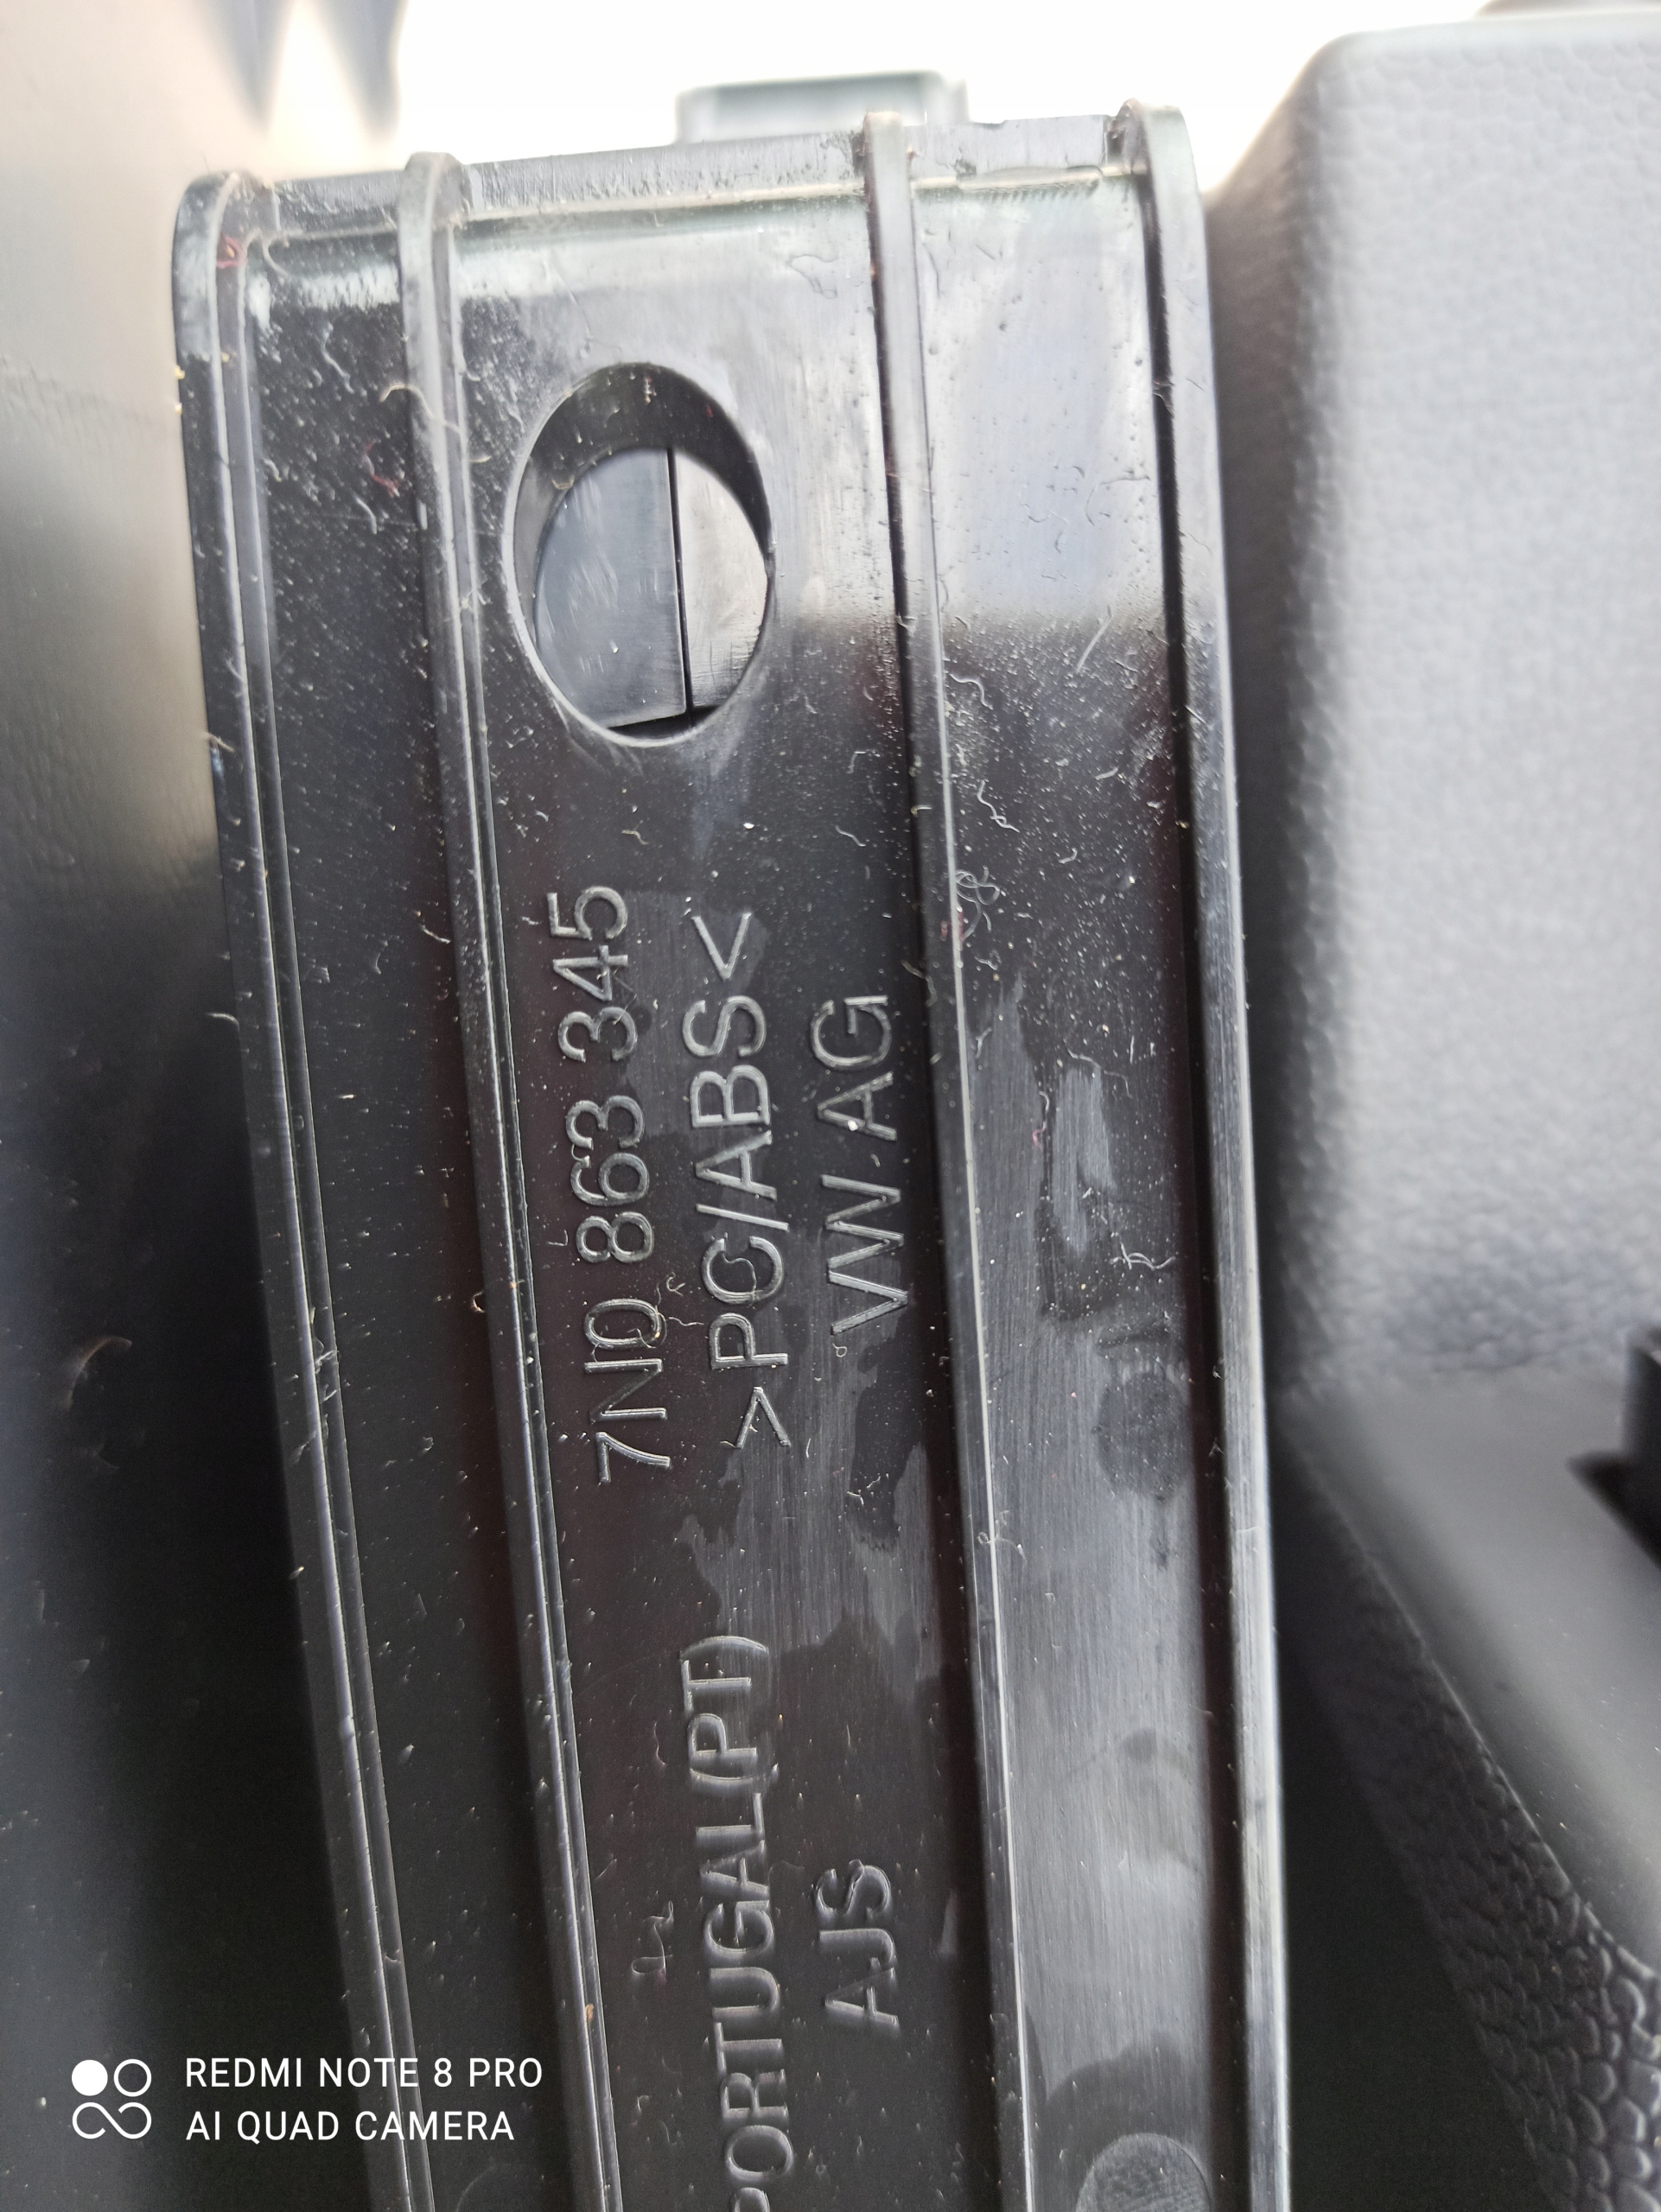 7N0 863 345
>PC/ABS<
VW AG
PORTUGAL(PT)
AJS
REDMI NOTE 8 PRO
AI QUAD CAMERA